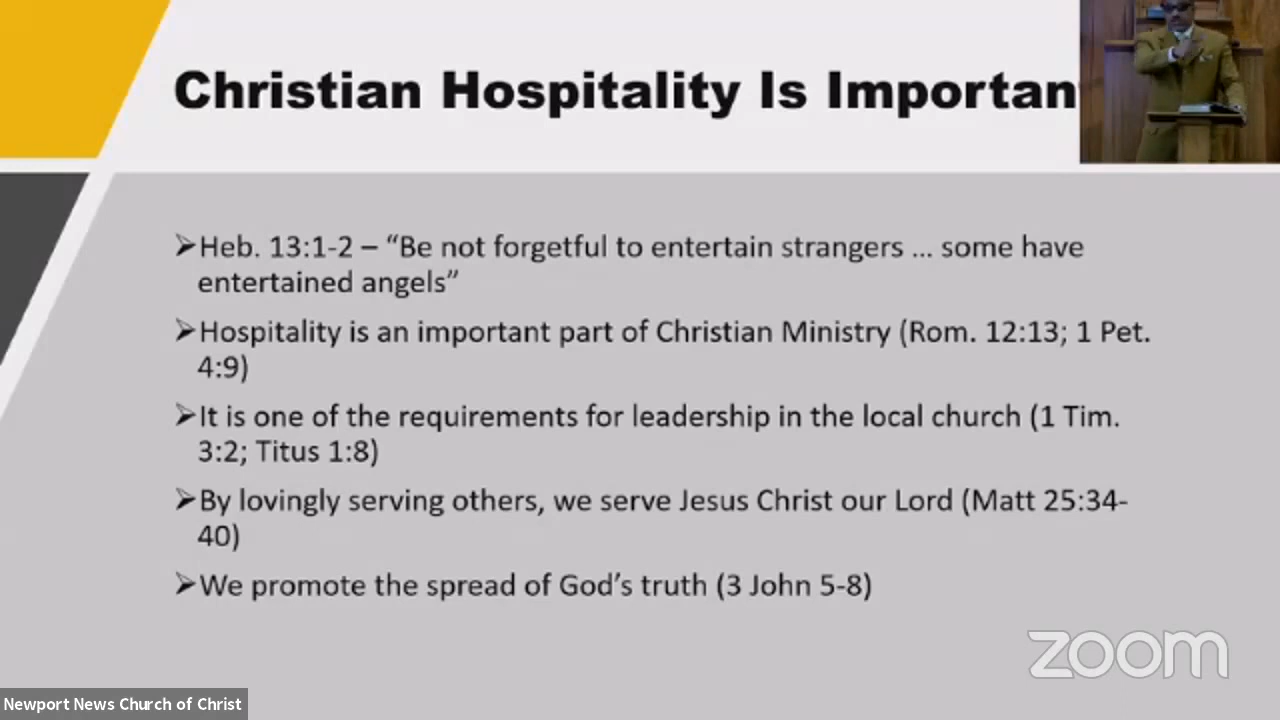 Christian Hospitality Is Importan
➢Heb. 13:1-2 – “Be not forgetful to entertain strangers ... some have
entertained angels”
➢Hospitality is an important part of Christian Ministry (Rom. 12:13; 1 Pet.
4:9)
➢It is one of the requirements for leadership in the local church (1 Tim.
3:2; Titus 1:8)
➢By lovingly serving others, we serve Jesus Christ our Lord (Matt 25:34-
40)
➢We promote the spread of God’s truth (3 John 5-8)
zoom
Newport News Church of Christ